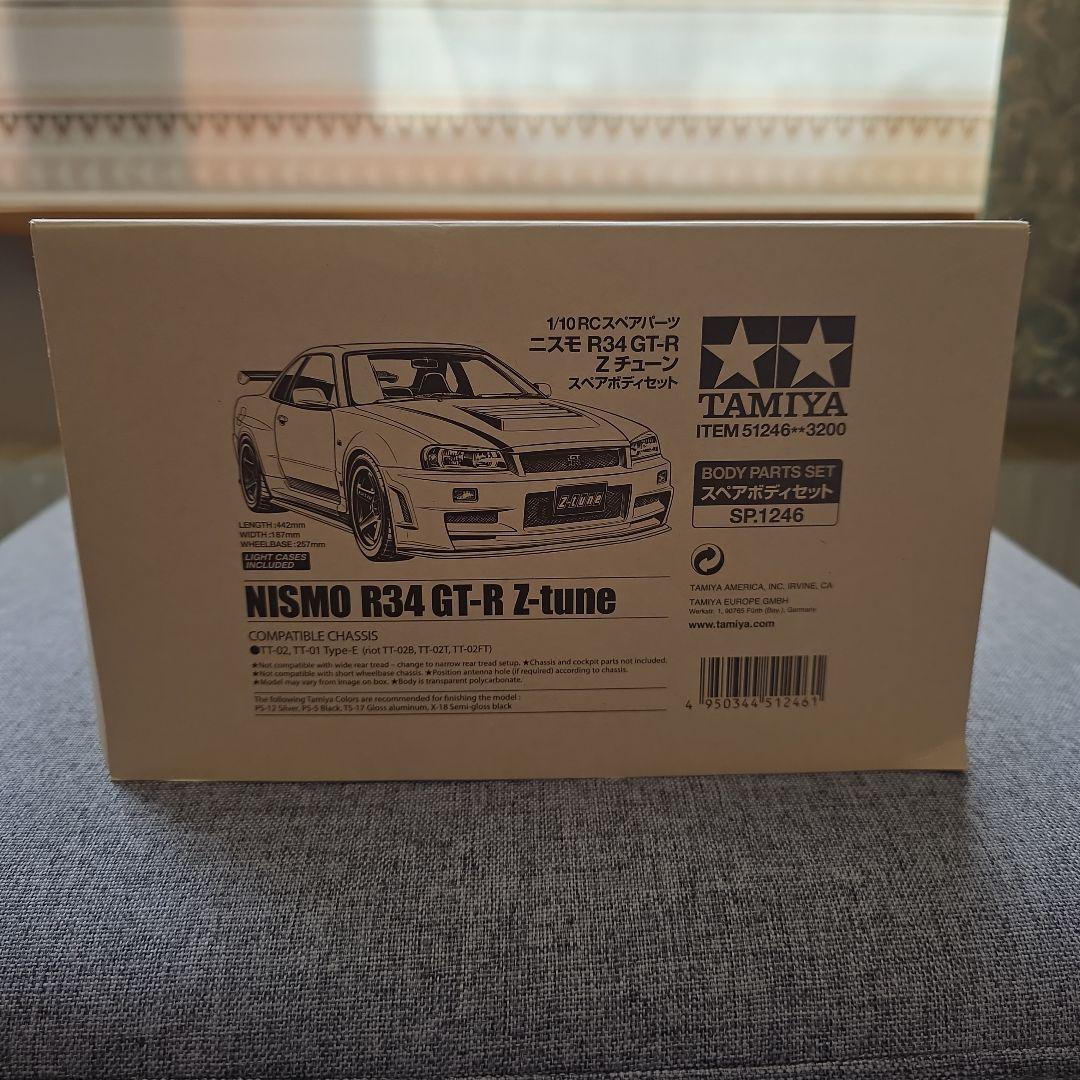 1/10 RCスペアパーツ
ニスモ R34 GT-R
Z チューン
スペアボディセット
TAMIYA
ITEM 51246**3200
BODY PARTS SET
スペアボディセット
SP.1246
GT
R
Z-tune
LENGTH :442mm
WIDTH :187mm
WHEELBASE :257mm
LIGHT CASES
INCLUDED
NISMO R34 GT-R Z-tune
COMPATIBLE CHASSIS
●TT-02, TT-01 Type-E (not TT-02B, TT-02T, TT-02FT)
★Not compatible with wide rear tread – change to narrow rear tread setup. ★Chassis and cockpit parts not included.
★Not compatible with short wheelbase chassis. ★Position antenna hole (if required) according to chassis.
★Model may vary from image on box. ★Body is transparent polycarbonate.
The following Tamiya Colors are recommended for finishing the model :
PS-12 Silver, PS-5 Black, TS-17 Gloss aluminum, X-18 Semi-gloss black
TAMIYA AMERICA, INC. IRVINE, CA
TAMIYA EUROPE GMBH
Werkstr. 1, 90765 Fürth (Bay.), Germany
www.tamiya.com
4 950344 512461